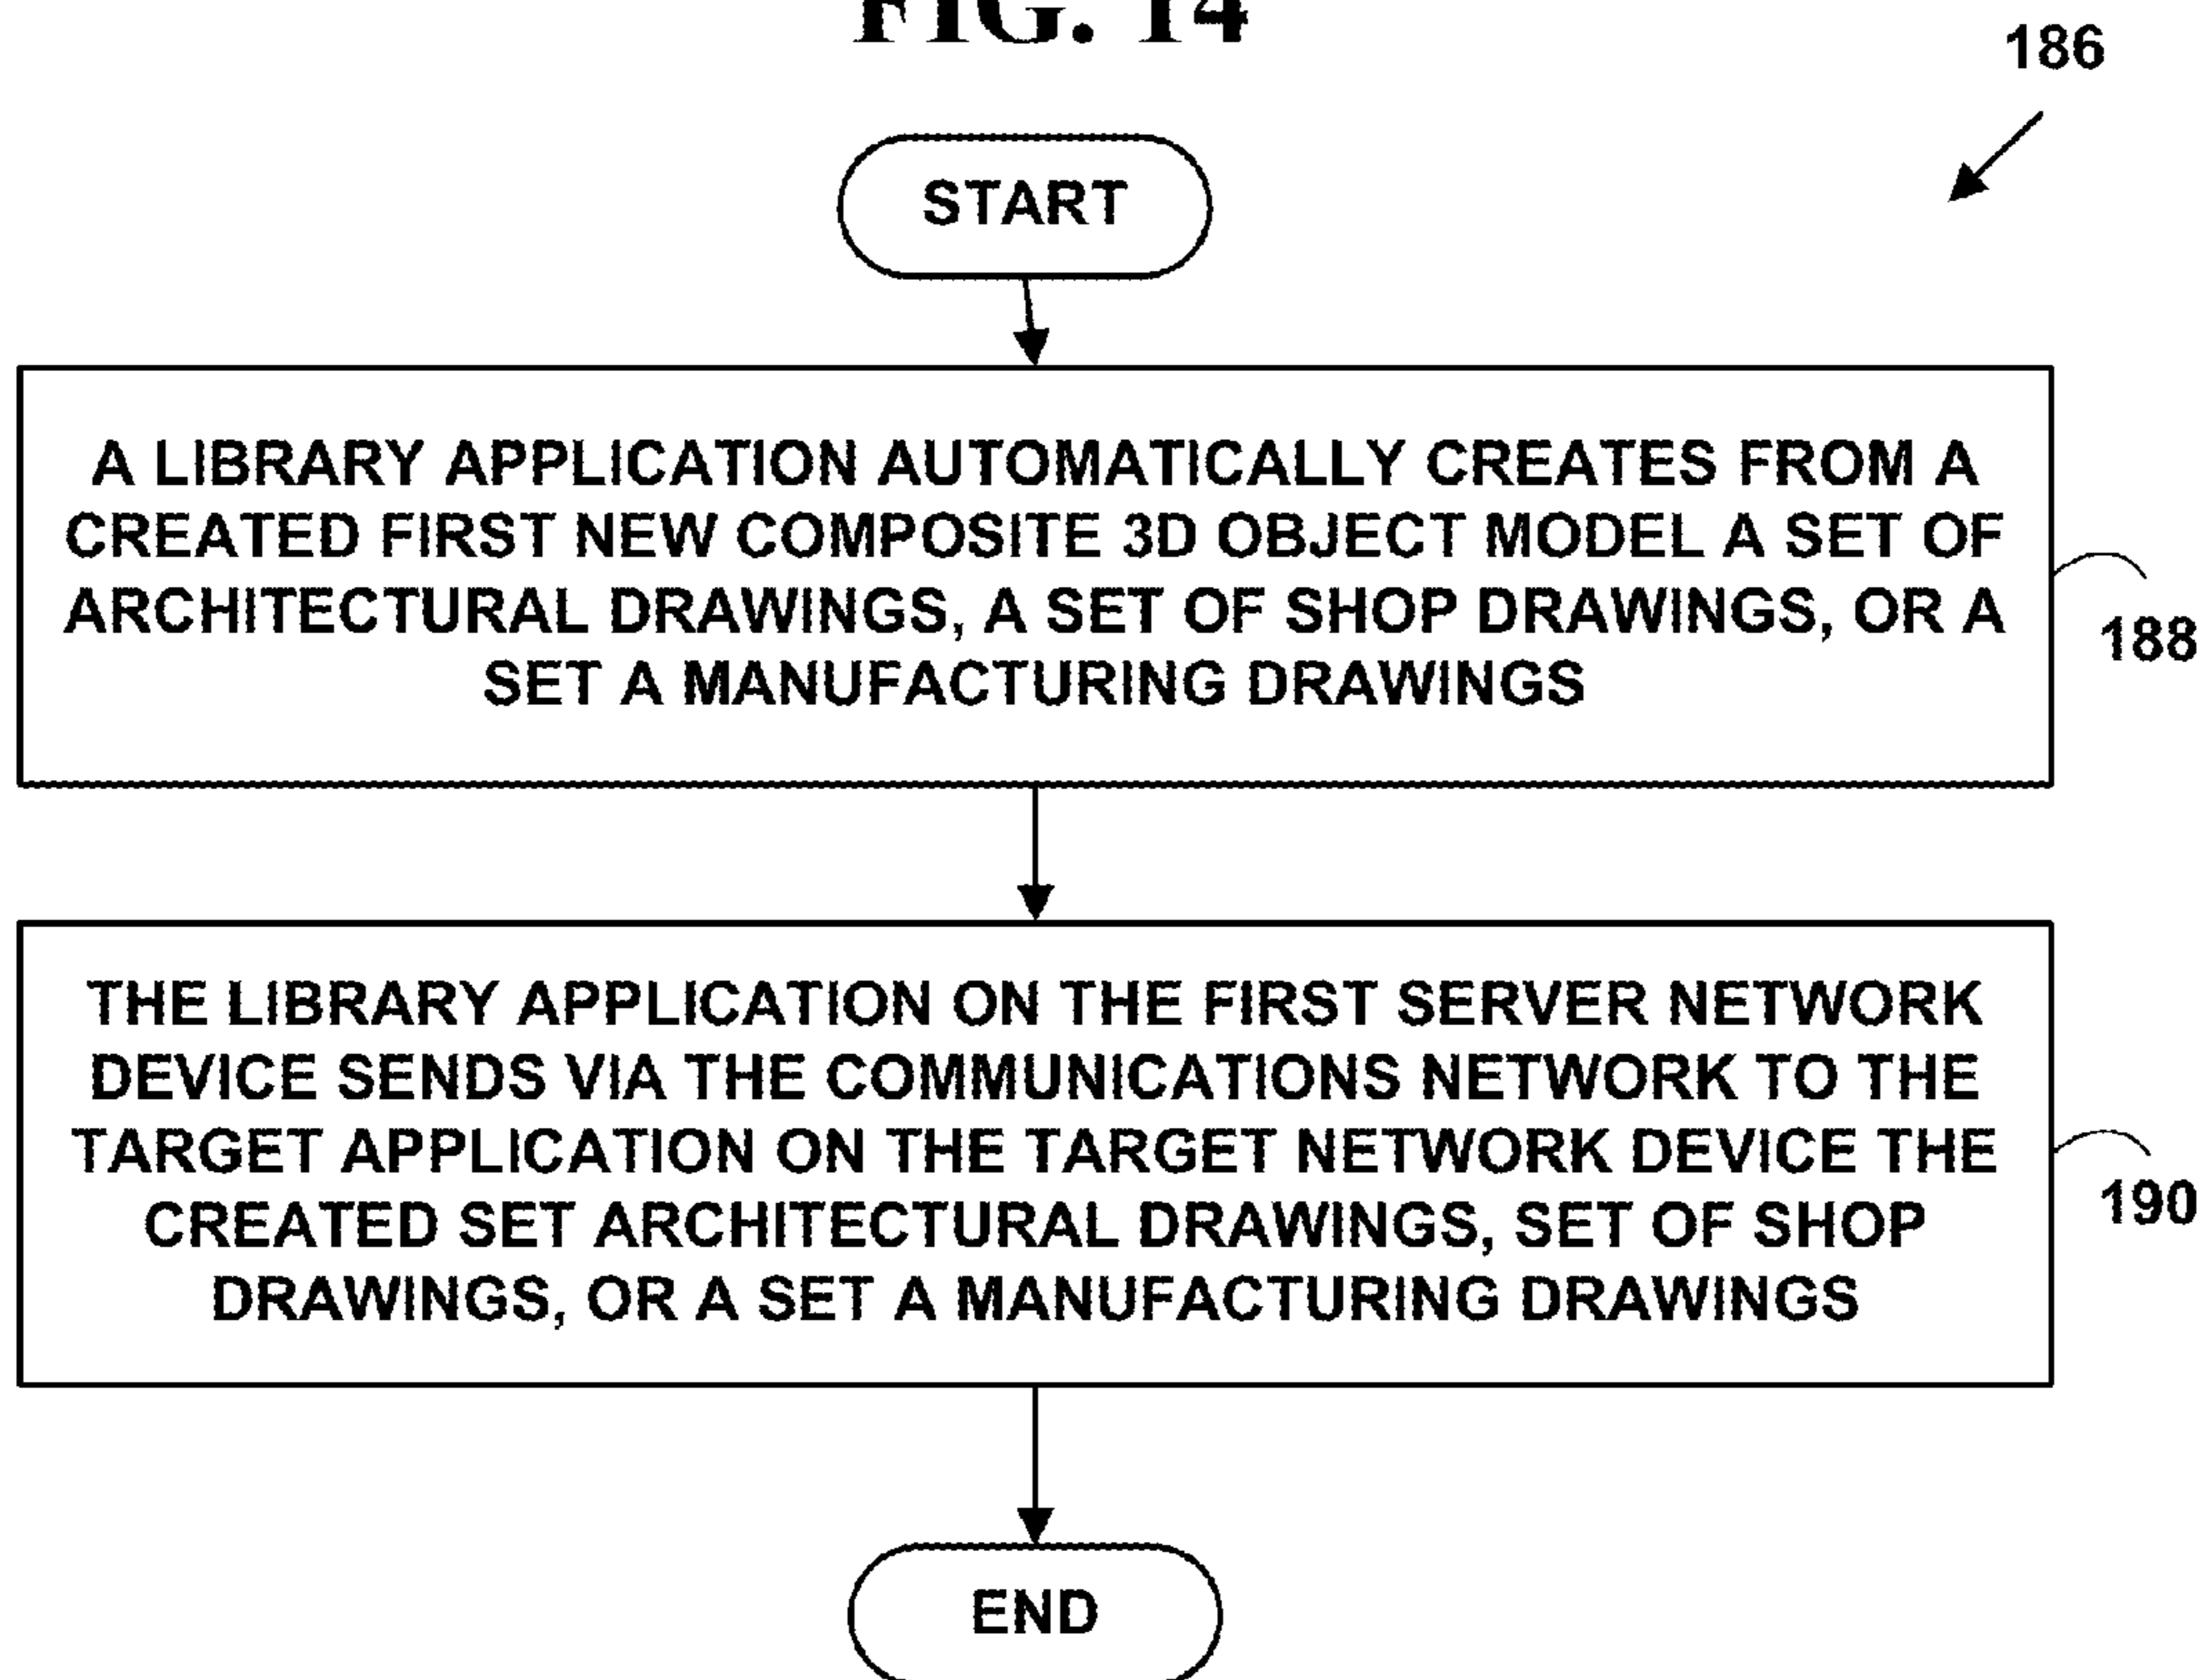 FIG. 14
186
START
A LIBRARY APPLICATION AUTOMATICALLY CREATES FROM A
CREATED FIRST NEW COMPOSITE 3D OBJECT MODEL A SET OF
ARCHITECTURAL DRAWINGS, A SET OF SHOP DRAWINGS, OR A
SET A MANUFACTURING DRAWINGS
188
THE LIBRARY APPLICATION ON THE FIRST SERVER NETWORK
DEVICE SENDS VIA THE COMMUNICATIONS NETWORK TO THE
TARGET APPLICATION ON THE TARGET NETWORK DEVICE THE
CREATED SET ARCHITECTURAL DRAWINGS, SET OF SHOP
DRAWINGS, OR A SET A MANUFACTURING DRAWINGS
190
END